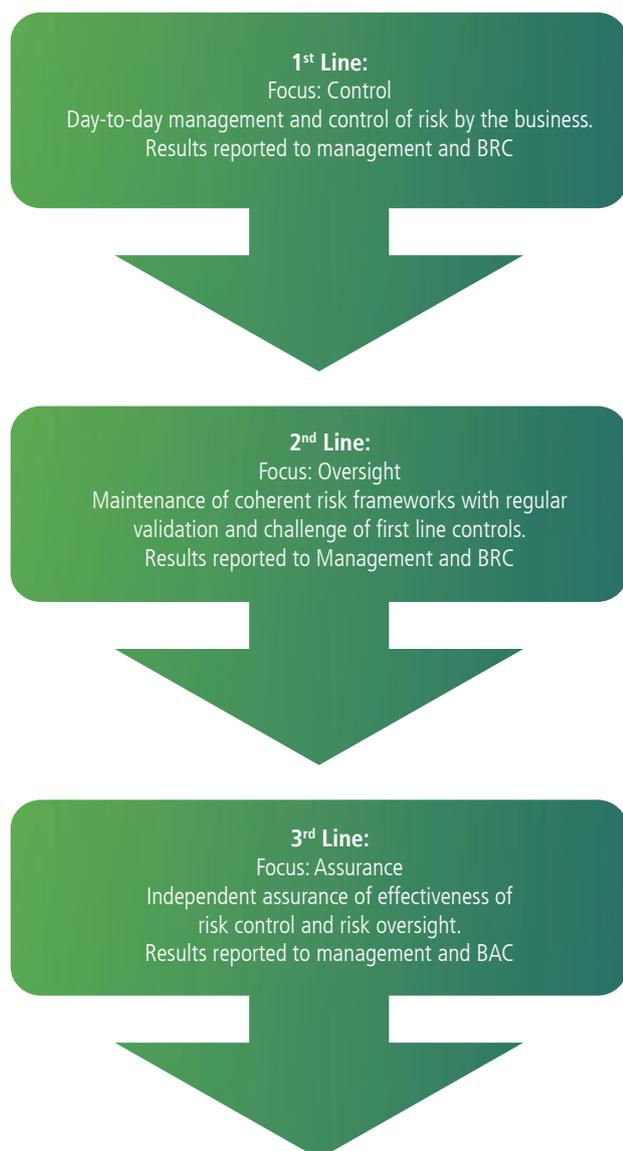 1st Line:
Focus: Control
Day-to-day management and control of risk by the business.
Results reported to management and BRC
2nd Line:
Focus: Oversight
Maintenance of coherent risk frameworks with regular
validation and challenge of first line controls.
Results reported to Management and BRC
3rd Line:
Focus: Assurance
Independent assurance of effectiveness of
risk control and risk oversight.
Results reported to management and BAC